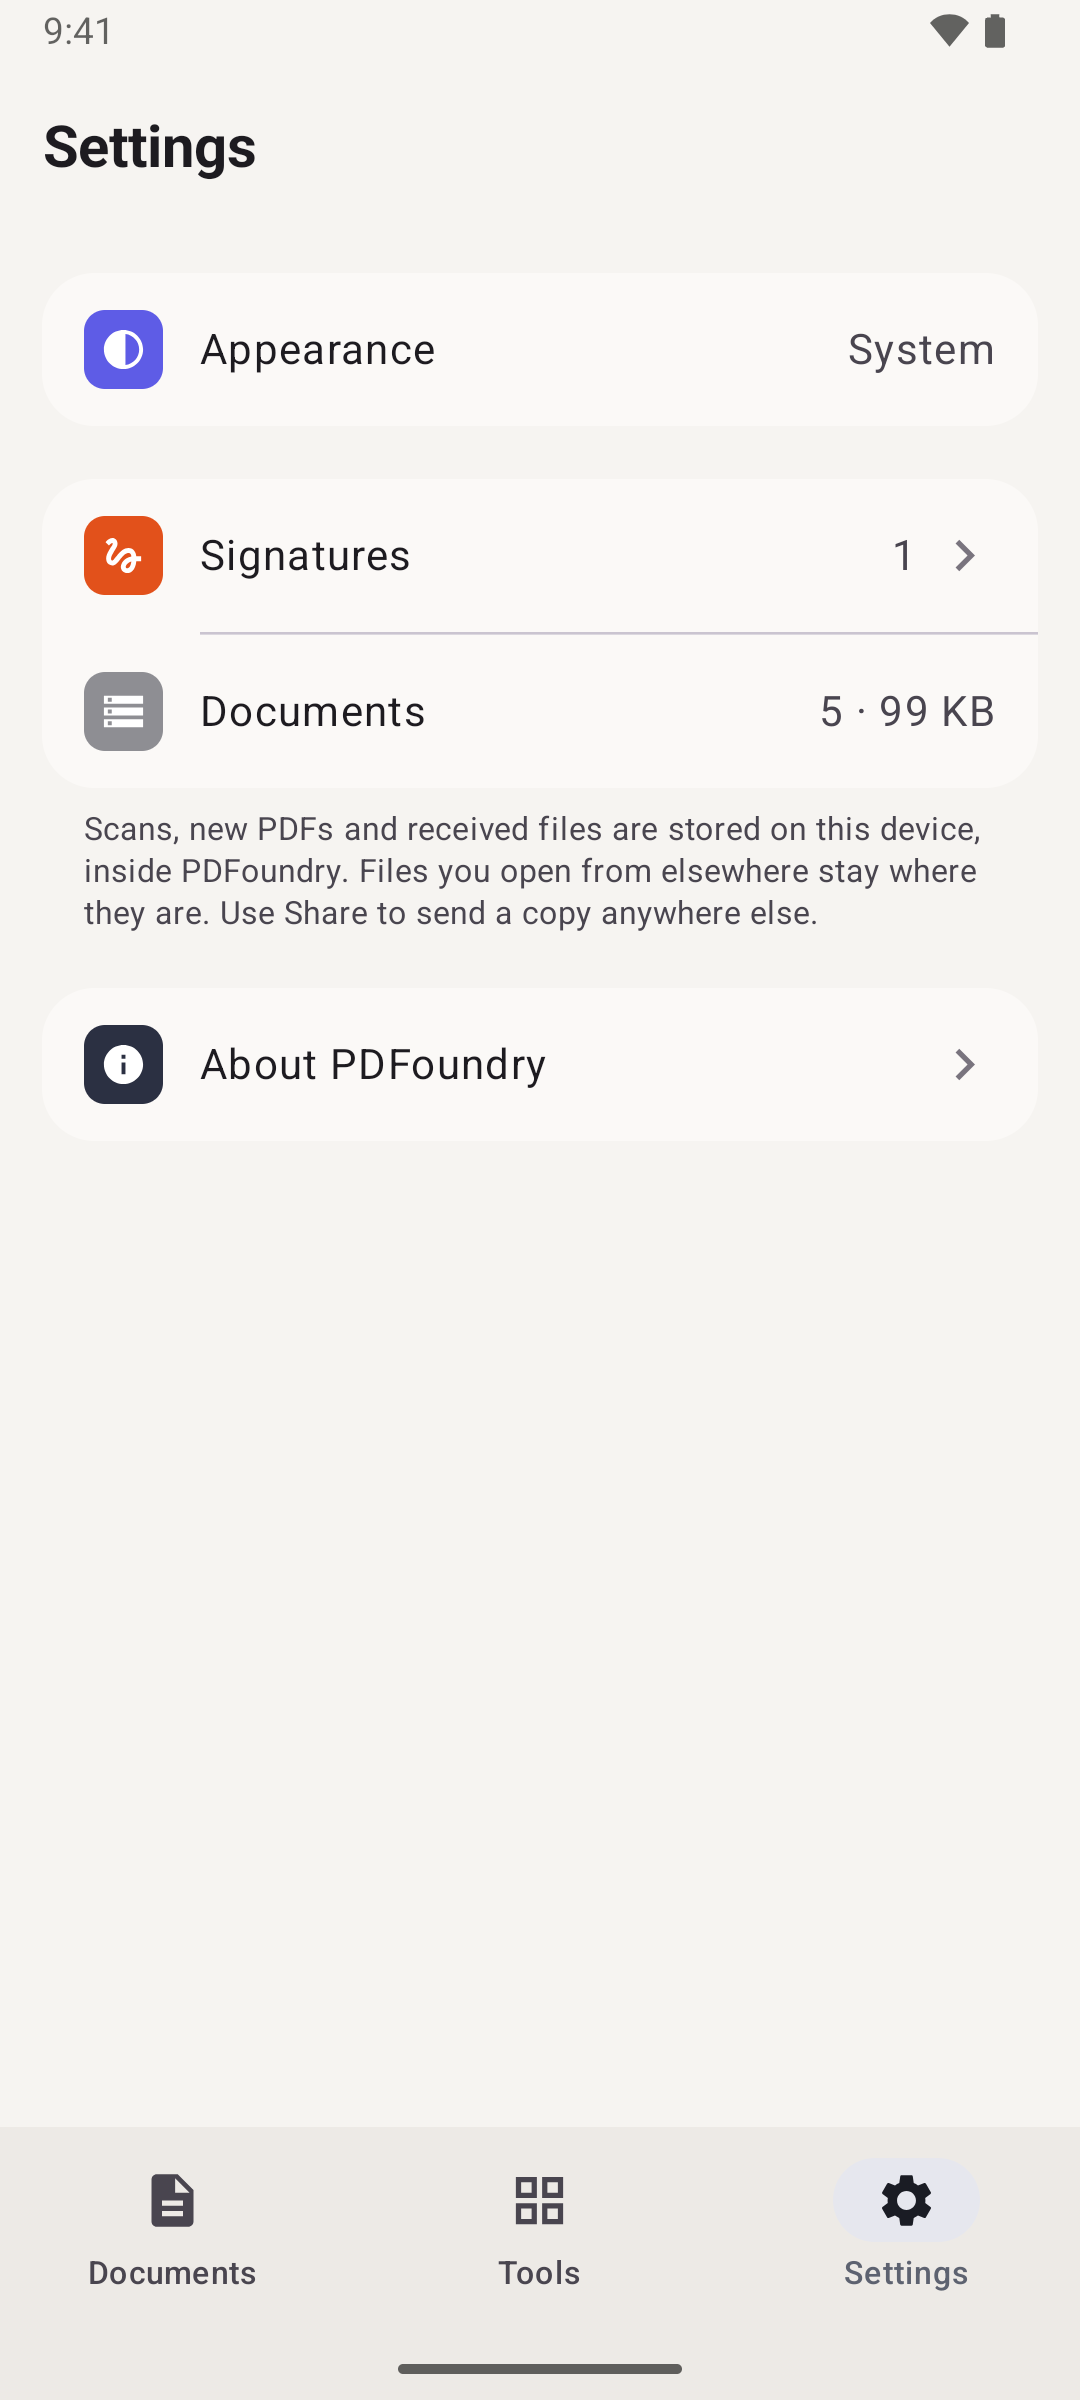 9:41
Settings
Appearance System
Signatures 1
Documents 5 · 99 KB
Scans, new PDFs and received files are stored on this device,
inside PDFoundry. Files you open from elsewhere stay where
they are. Use Share to send a copy anywhere else.
About PDFoundry
Documents Tools Settings